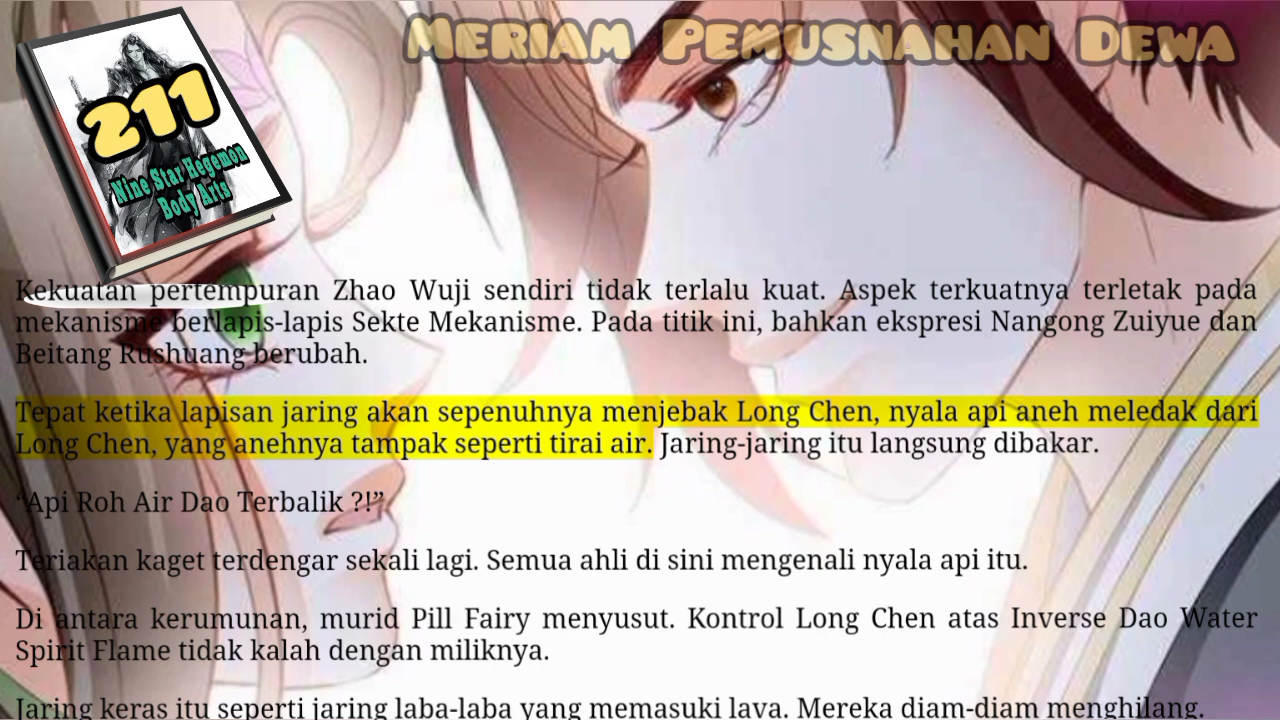 Meriam Pemusnahan Dewa
211
Nine Star Hegemon
Body Arts
Kekuatan pertempuran Zhao Wuji sendiri tidak terlalu kuat. Aspek terkuatnya terletak pada
mekanisme berlapis-lapis Sekte Mekanisme. Pada titik ini, bahkan ekspresi Nangong Zuiyue dan
Beitang Rushuang berubah.
Tepat ketika lapisan jaring akan sepenuhnya menjebak Long Chen, nyala api aneh meledak dari
Long Chen, yang anehnya tampak seperti tirai air. Jaring-jaring itu langsung dibakar.
“Api Roh Air Dao Terbalik ?!”
Teriakan kaget terdengar sekali lagi. Semua ahli di sini mengenali nyala api itu.
Di antara kerumunan, murid Pill Fairy menyusut. Kontrol Long Chen atas Inverse Dao Water
Spirit Flame tidak kalah dengan miliknya.
Jaring keras itu seperti jaring laba-laba yang memasuki lava. Mereka diam-diam menghilang.